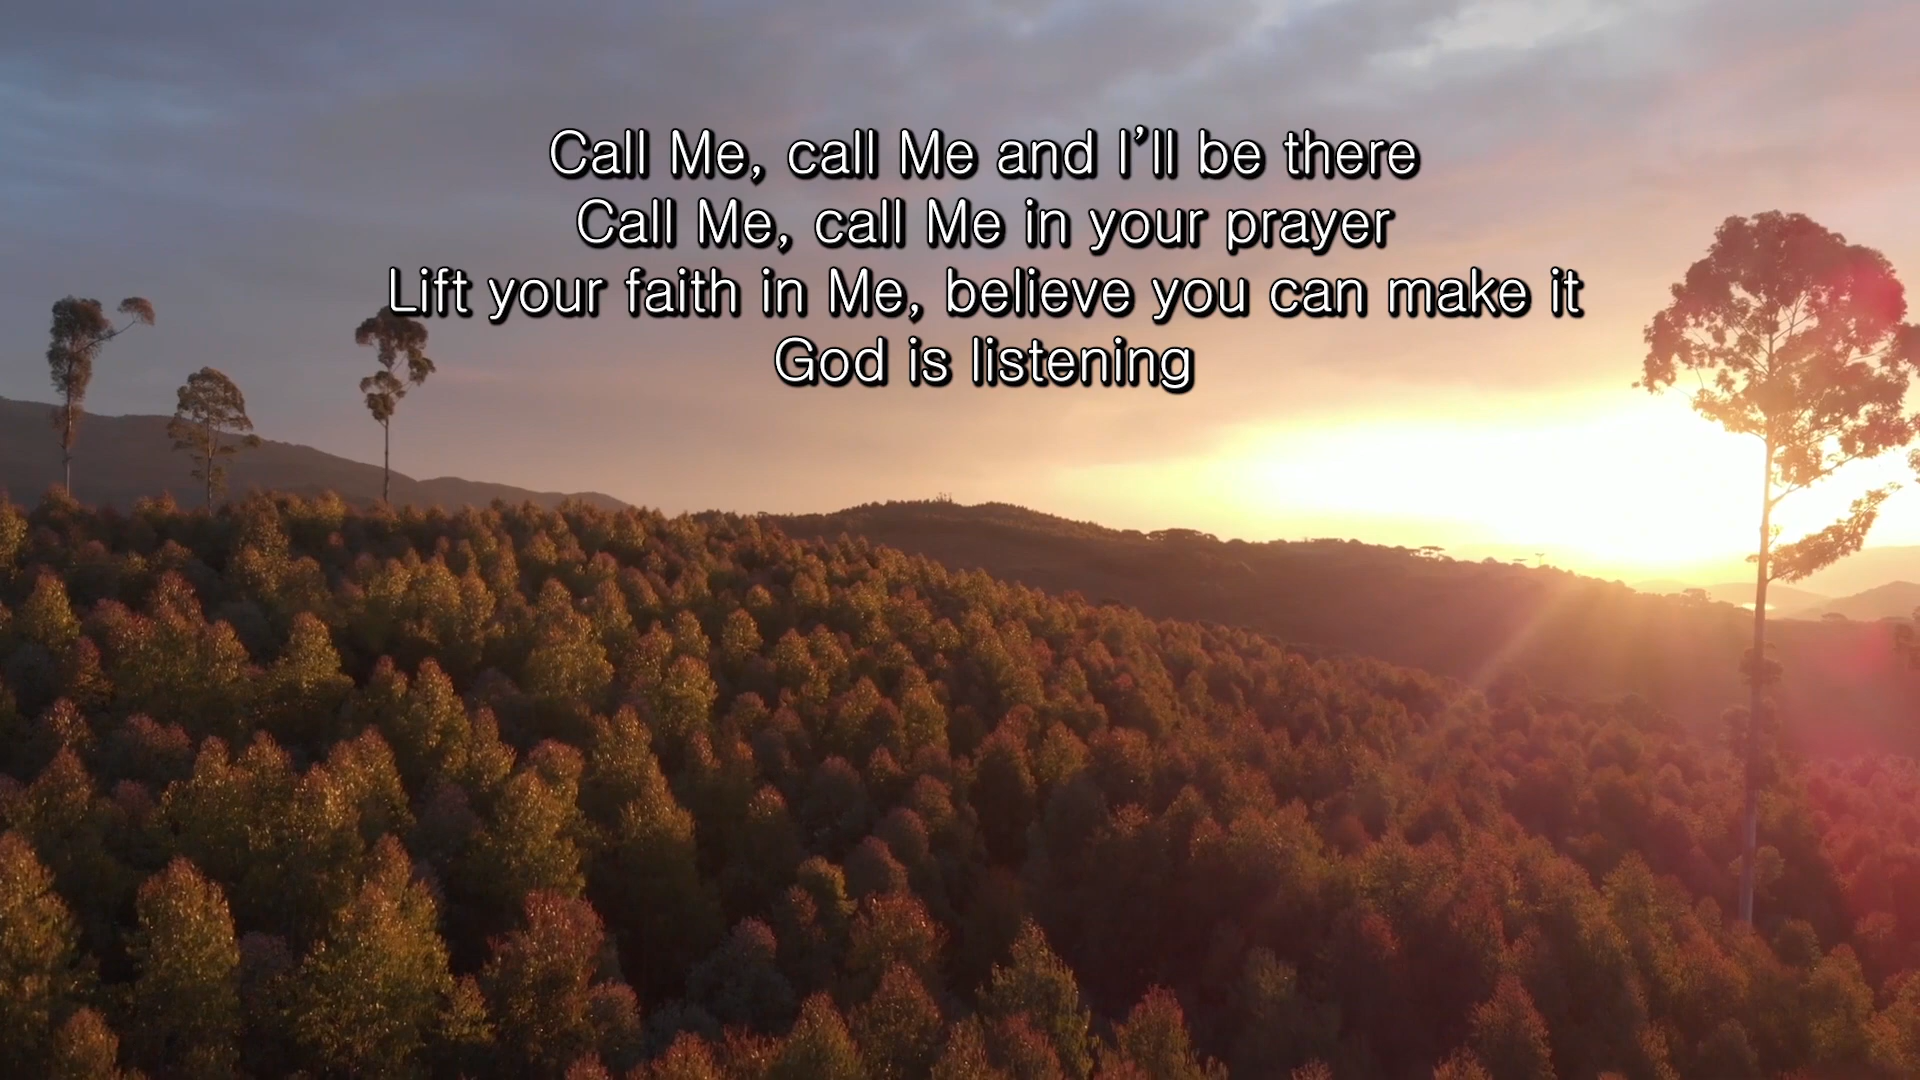 Call Me, call Me and I’ll be there
Call Me, call Me in your prayer
Lift your faith in Me, believe you can make it
God is listening